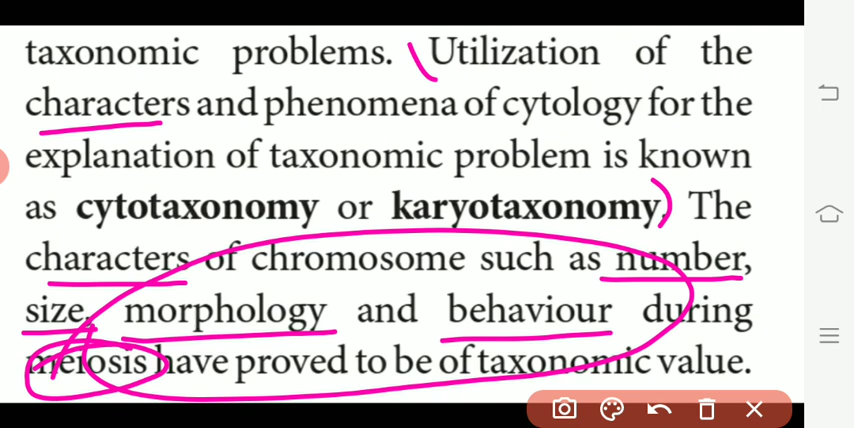 taxonomic problems. Utilization of the
characters and phenomena of cytology for the
explanation of taxonomic problem is known
as cytotaxonomy or karyotaxonomy. The
characters of chromosome such as number,
size, morphology and behaviour during
meiosis have proved to be of taxonomic value.